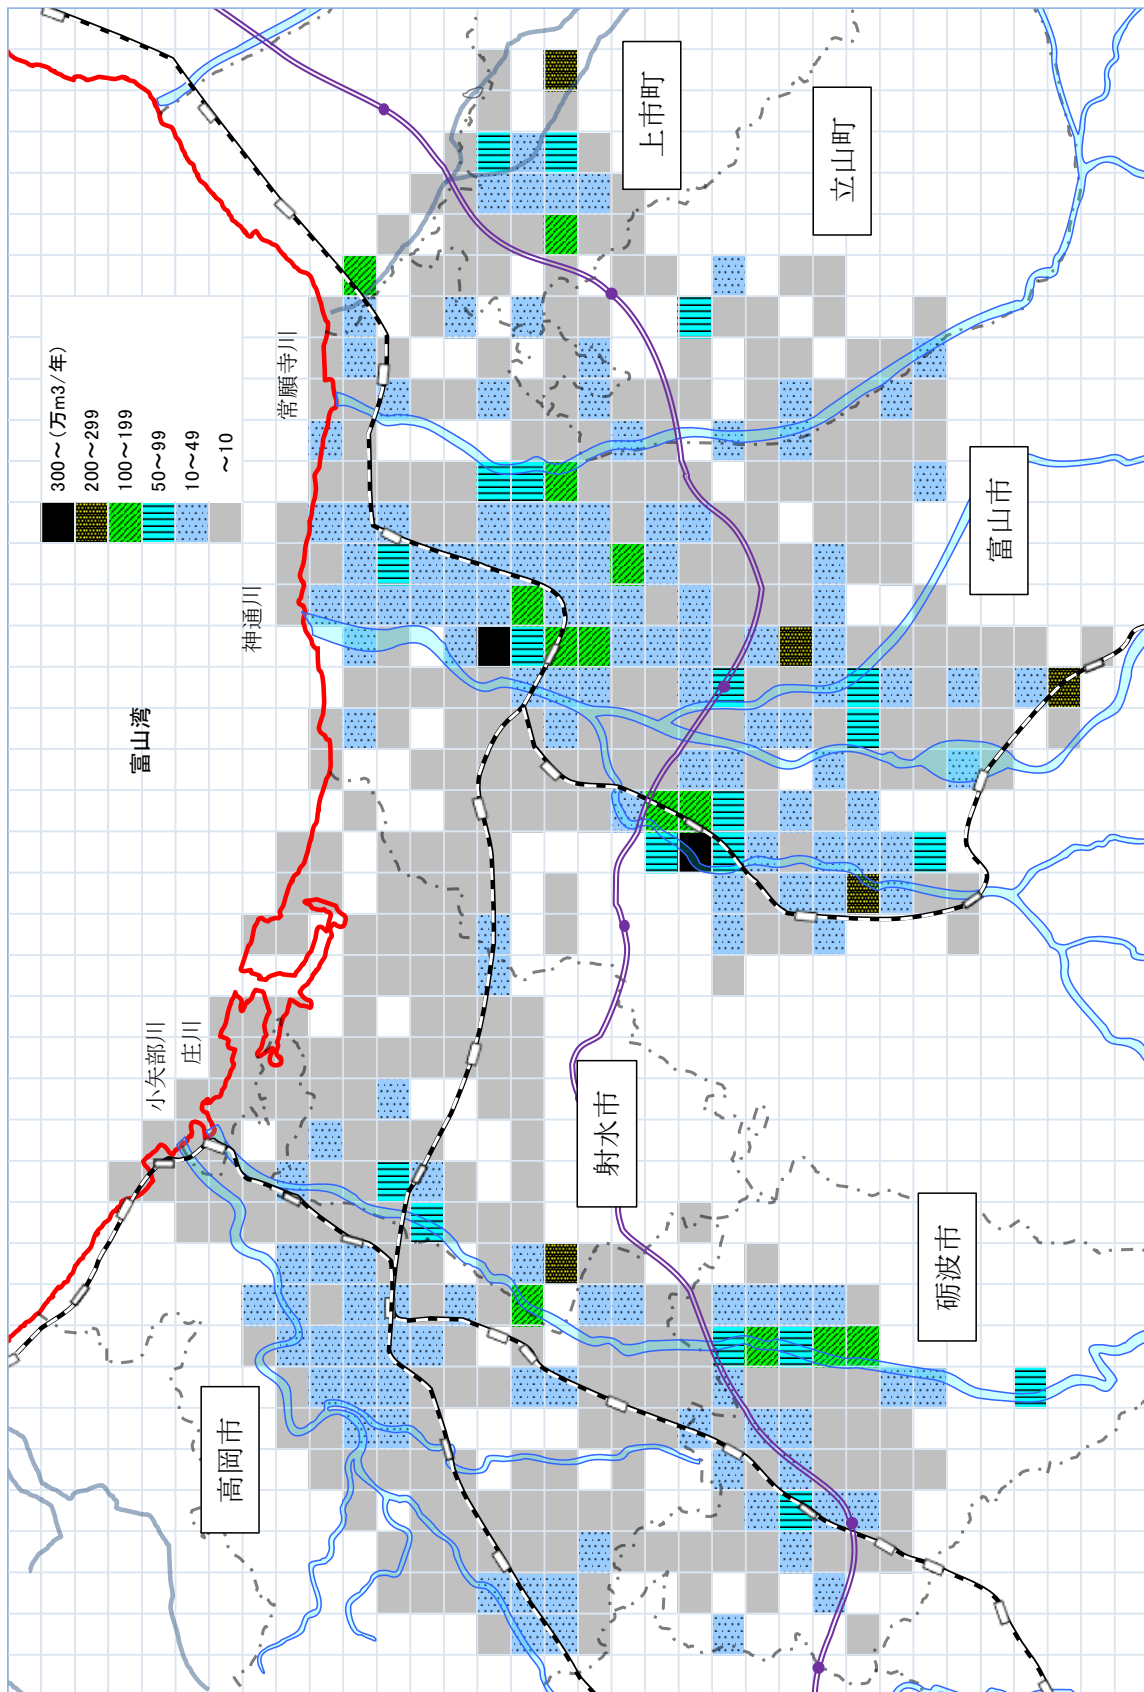 富山湾
小矢部川
庄川
神通川
常願寺川
300～(万m3/年)
200～299
100～199
50～99
10～49
～10
高岡市
射水市
砺波市
富山市
立山町
上市町